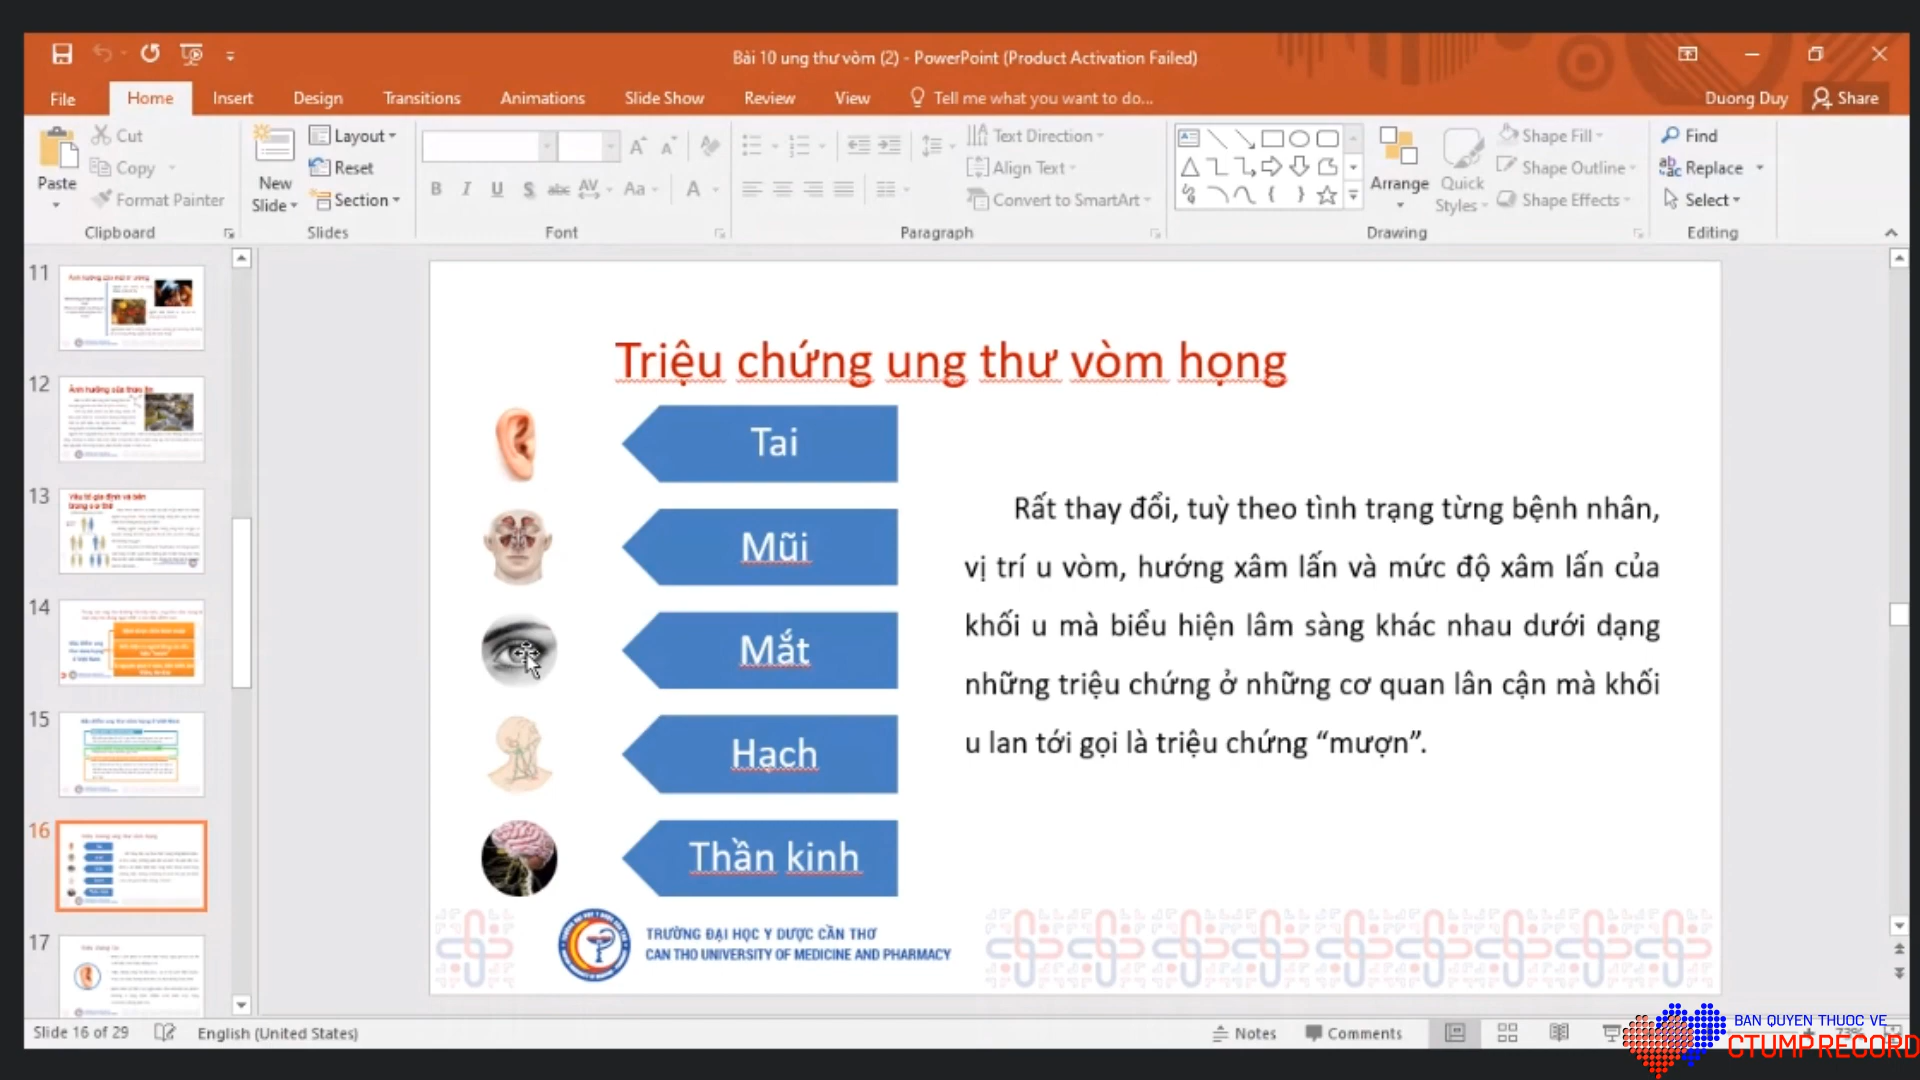 Bài 10 ung thư vòm (2) - PowerPoint (Product Activation Failed)
File Home Insert Design Transitions Animations Slide Show Review View Tell me what you want to do... Duong Duy Share
Paste
Cut
Copy
Format Painter
Clipboard
New Slide
Layout
Reset
Section
Slides
B I U S abc AV Aa A
Font
Text Direction
Align Text
Convert to SmartArt
Paragraph
Arrange
Quick Styles
Shape Fill
Shape Outline
Shape Effects
Drawing
Find
Replace
Select
Editing
11
12
13
14
15
16
17
Triệu chứng ung thư vòm họng
Tai
Mũi
Mắt
Hạch
Thần kinh
Rất thay đổi, tuỳ theo tình trạng từng bệnh nhân,
vị trí u vòm, hướng xâm lấn và mức độ xâm lấn của
khối u mà biểu hiện lâm sàng khác nhau dưới dạng
những triệu chứng ở những cơ quan lân cận mà khối
u lan tới gọi là triệu chứng “mượn”.
TRƯỜNG ĐẠI HỌC Y DƯỢC CẦN THƠ
CAN THO UNIVERSITY OF MEDICINE AND PHARMACY
Slide 16 of 29 English (United States) Notes Comments
BAN QUYEN THUOC VE
CTUMP RECORD